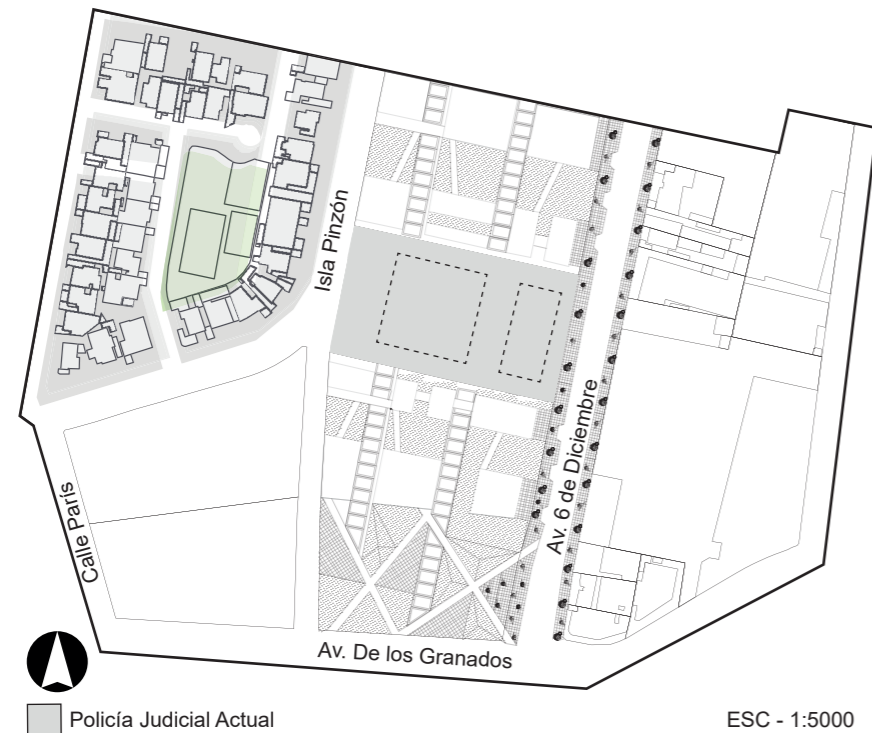 Isla Pinzón
Av. 6 de Diciembre
Calle París
Av. De los Granados
Policía Judicial Actual
ESC - 1:5000